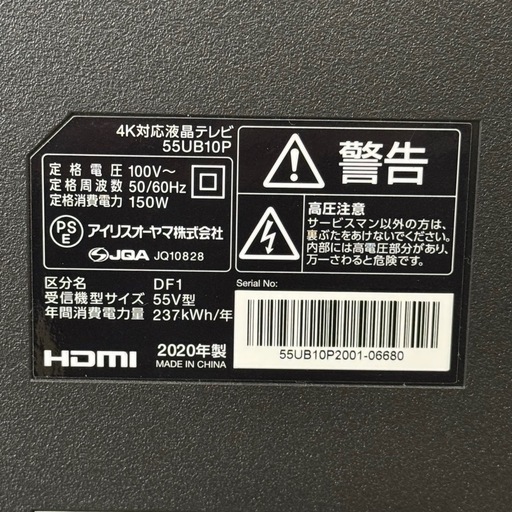 4K対応液晶テレビ
55UB10P
定格電圧 100V～
定格周波数 50/60Hz
定格消費電力 150W
PSE アイリスオーヤマ株式会社
JQA JQ10828
区分名 DF1
受信機型サイズ 55V型
年間消費電力量 237kWh/年
HDMI 2020年製
MADE IN CHINA
警告
高圧注意
サービスマン以外の方は、
裏ぶたをあけないでください。
内部には高電圧部分があり、
万一さわると危険です。
Serial No:
55UB10P2001-06680